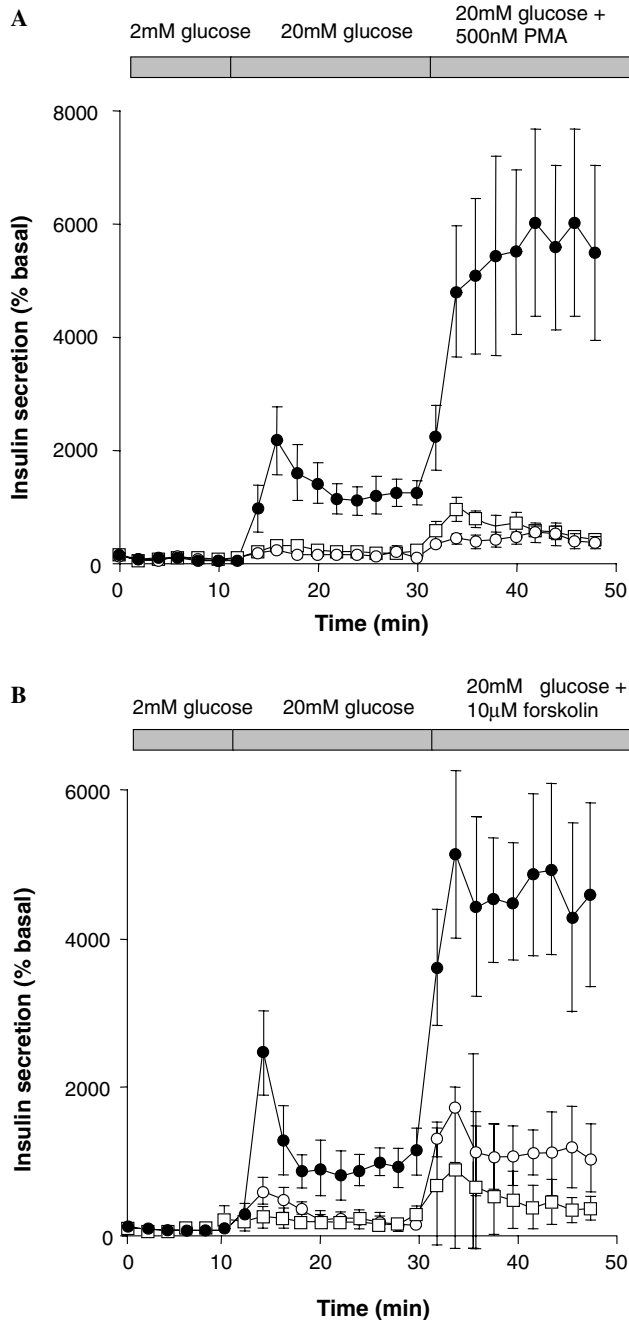 A
2mM glucose
20mM glucose
20mM glucose +
500nM PMA
8000
6000
4000
2000
0
Insulin secretion (% basal)
0
10
20
30
40
50
Time (min)
B
2mM glucose
20mM glucose
20mM glucose +
10μM forskolin
6000
4000
2000
0
Insulin secretion (% basal)
0
10
20
30
40
50
Time (min)